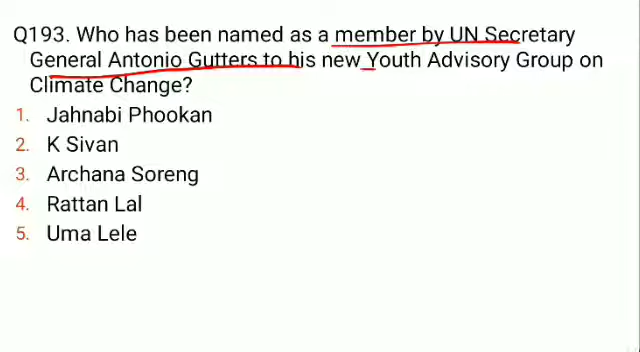 Q193. Who has been named as a member by UN Secretary
General Antonio Gutters to his new Youth Advisory Group on
Climate Change?
1. Jahnabi Phookan
2. K Sivan
3. Archana Soreng
4. Rattan Lal
5. Uma Lele